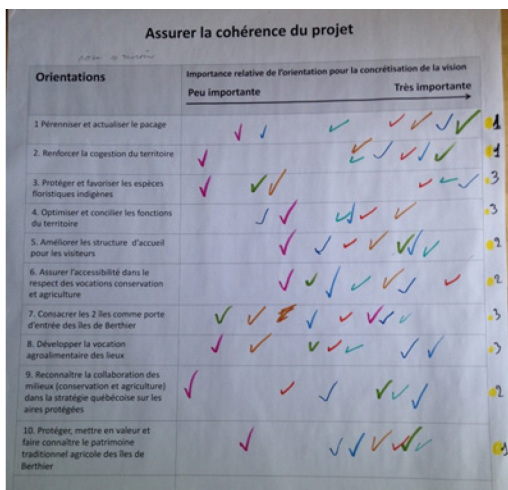 Assurer la cohérence du projet
Orientations
Importance relative de l'orientation pour la concrétisation de la vision
Peu importante
Très importante
1 Pérenniser et actualiser le pacage
1
2. Renforcer la cogestion du territoire
1
3. Protéger et favoriser les espèces
floristiques indigènes
3
4. Optimiser et concilier les fonctions
du territoire
3
5. Améliorer les structure d'accueil
pour les visiteurs
2
6. Assurer l'accessibilité dans le
respect des vocations conservation
et agriculture
2
7. Consacrer les 2 îles comme porte
d'entrée des îles de Berthier
3
8. Développer la vocation
agroalimentaire des lieux
3
9. Reconnaître la collaboration des
milieux (conservation et agriculture)
dans la stratégie québécoise sur les
aires protégées
2
10. Protéger, mettre en valeur et
faire connaître le patrimoine
traditionnel agricole des îles de
Berthier
1